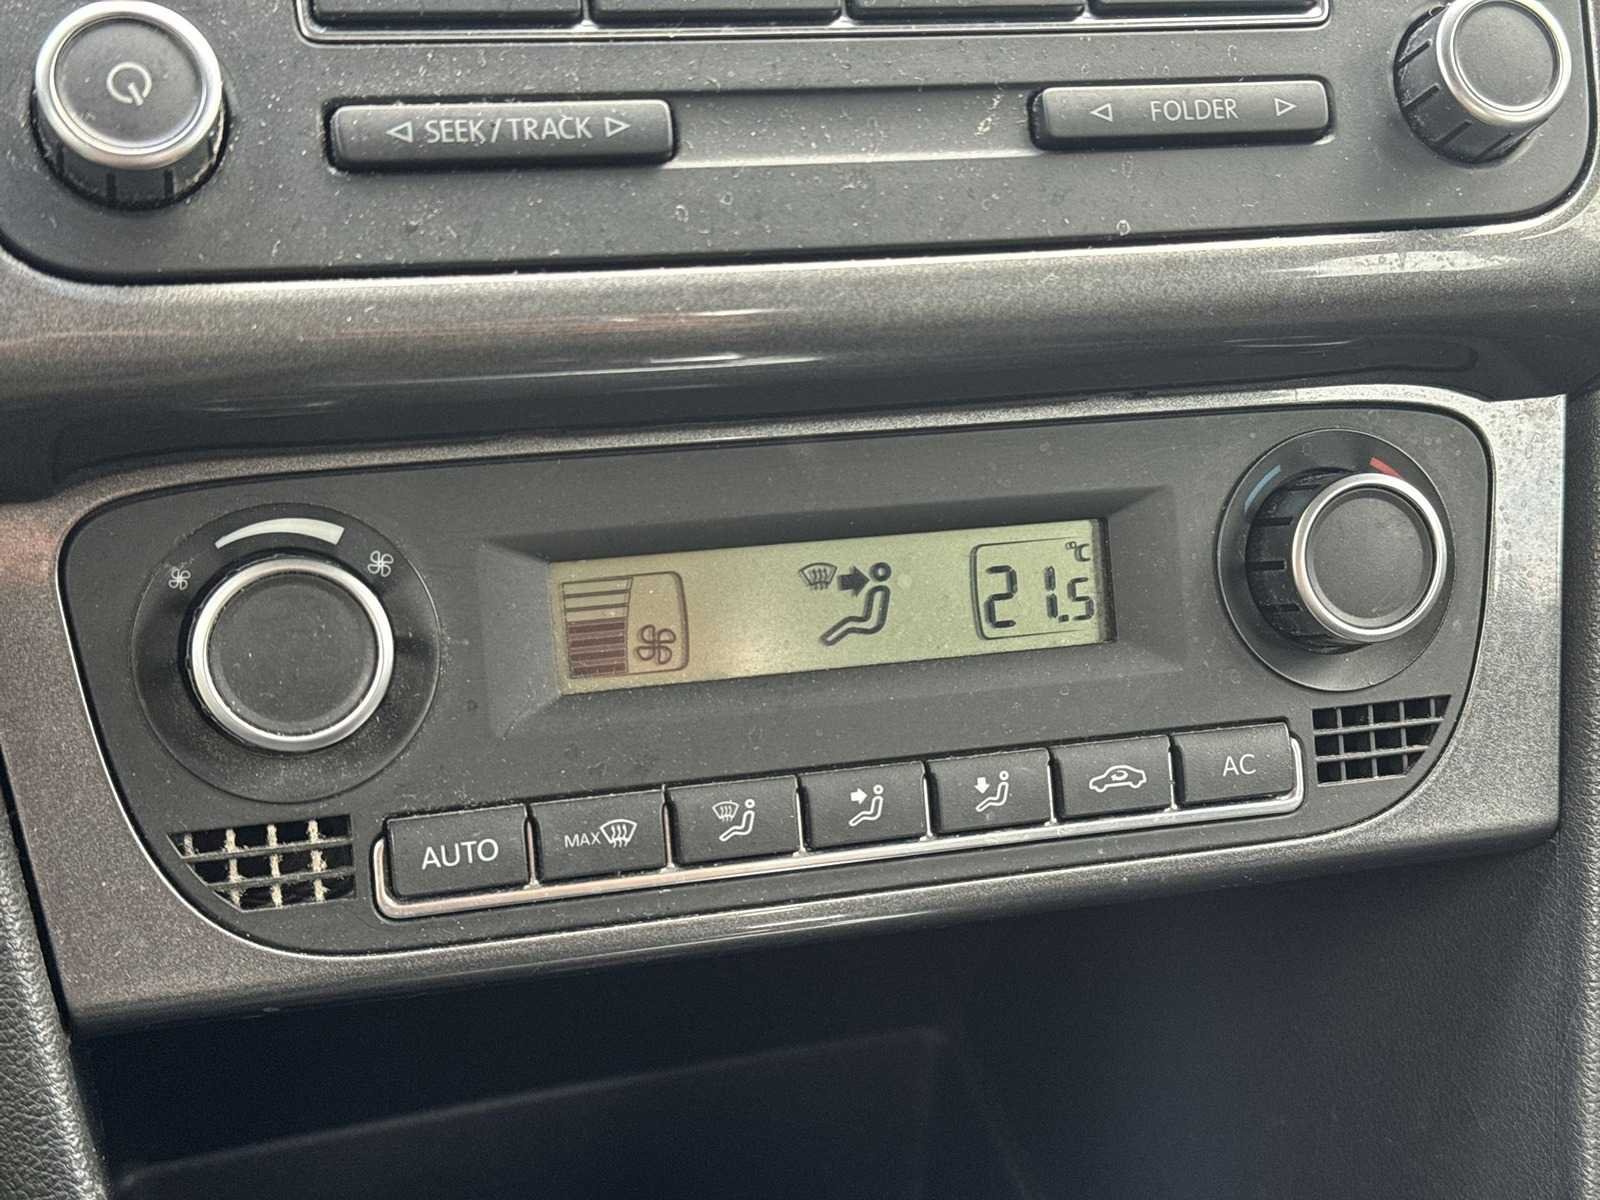 ◁ SEEK / TRACK ▷
◁ FOLDER ▷
21.5 °C
AUTO
MAX
AC